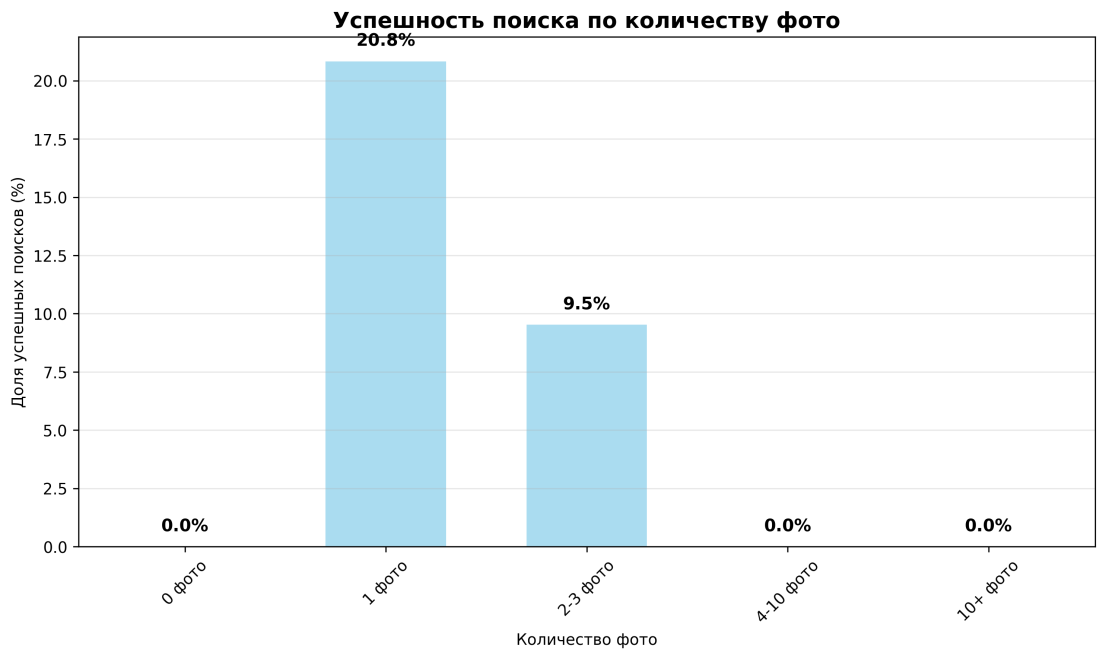 Успешность поиска по количеству фото
20.8%
9.5%
0.0%
0.0%
0.0%
Доля успешных поисков (%)
20.0
17.5
15.0
12.5
10.0
7.5
5.0
2.5
0.0
0 фото
1 фото
2-3 фото
4-10 фото
10+ фото
Количество фото